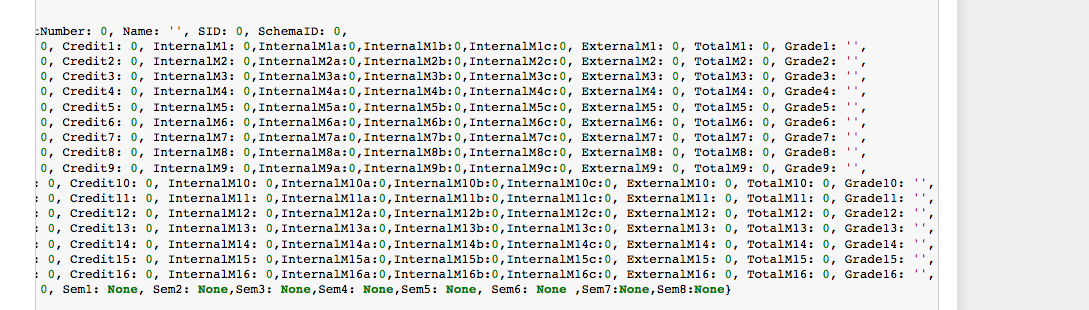 :Number: 0, Name: '', SID: 0, SchemaID: 0,
0, Credit1: 0, InternalM1: 0,InternalM1a:0,InternalM1b:0,InternalM1c:0, ExternalM1: 0, TotalM1: 0, Grade1: '',
0, Credit2: 0, InternalM2: 0,InternalM2a:0,InternalM2b:0,InternalM2c:0, ExternalM2: 0, TotalM2: 0, Grade2: '',
0, Credit3: 0, InternalM3: 0,InternalM3a:0,InternalM3b:0,InternalM3c:0, ExternalM3: 0, TotalM3: 0, Grade3: '',
0, Credit4: 0, InternalM4: 0,InternalM4a:0,InternalM4b:0,InternalM4c:0, ExternalM4: 0, TotalM4: 0, Grade4: '',
0, Credit5: 0, InternalM5: 0,InternalM5a:0,InternalM5b:0,InternalM5c:0, ExternalM5: 0, TotalM5: 0, Grade5: '',
0, Credit6: 0, InternalM6: 0,InternalM6a:0,InternalM6b:0,InternalM6c:0, ExternalM6: 0, TotalM6: 0, Grade6: '',
0, Credit7: 0, InternalM7: 0,InternalM7a:0,InternalM7b:0,InternalM7c:0, ExternalM7: 0, TotalM7: 0, Grade7: '',
0, Credit8: 0, InternalM8: 0,InternalM8a:0,InternalM8b:0,InternalM8c:0, ExternalM8: 0, TotalM8: 0, Grade8: '',
0, Credit9: 0, InternalM9: 0,InternalM9a:0,InternalM9b:0,InternalM9c:0, ExternalM9: 0, TotalM9: 0, Grade9: '',
: 0, Credit10: 0, InternalM10: 0,InternalM10a:0,InternalM10b:0,InternalM10c:0, ExternalM10: 0, TotalM10: 0, Grade10: '',
: 0, Credit11: 0, InternalM11: 0,InternalM11a:0,InternalM11b:0,InternalM11c:0, ExternalM11: 0, TotalM11: 0, Grade11: '',
: 0, Credit12: 0, InternalM12: 0,InternalM12a:0,InternalM12b:0,InternalM12c:0, ExternalM12: 0, TotalM12: 0, Grade12: '',
: 0, Credit13: 0, InternalM13: 0,InternalM13a:0,InternalM13b:0,InternalM13c:0, ExternalM13: 0, TotalM13: 0, Grade13: '',
: 0, Credit14: 0, InternalM14: 0,InternalM14a:0,InternalM14b:0,InternalM14c:0, ExternalM14: 0, TotalM14: 0, Grade14: '',
: 0, Credit15: 0, InternalM15: 0,InternalM15a:0,InternalM15b:0,InternalM15c:0, ExternalM15: 0, TotalM15: 0, Grade15: '',
: 0, Credit16: 0, InternalM16: 0,InternalM16a:0,InternalM16b:0,InternalM16c:0, ExternalM16: 0, TotalM16: 0, Grade16: '',
0, Sem1: None, Sem2: None,Sem3: None,Sem4: None,Sem5: None, Sem6: None ,Sem7:None,Sem8:None}